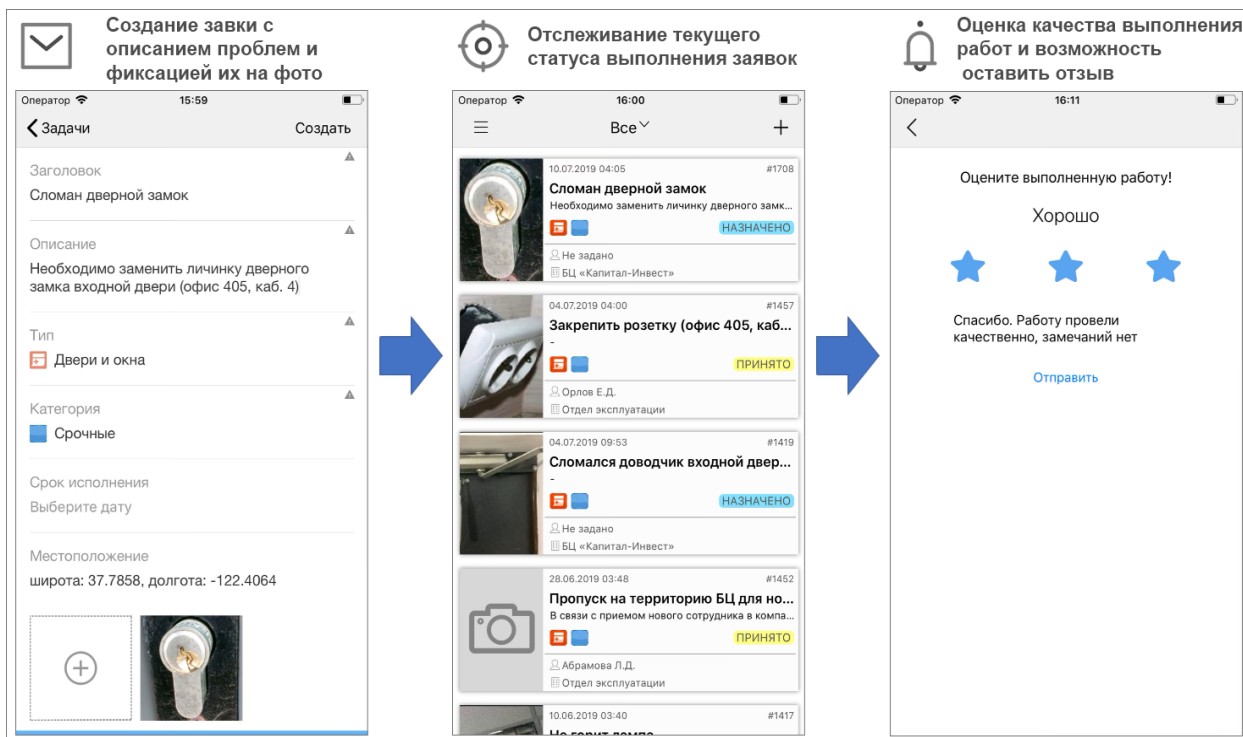 Создание завки с
описанием проблем и
фиксацией их на фото
Оператор 15:59
Задачи Создать
Заголовок
Сломан дверной замок
Описание
Необходимо заменить личинку дверного
замка входной двери (офис 405, каб. 4)
Тип
Двери и окна
Категория
Срочные
Срок исполнения
Выберите дату
Местоположение
широта: 37.7858, долгота: -122.4064
Отслеживание текущего
статуса выполнения заявок
Оператор 16:00
Все
10.07.2019 04:05 #1708
Сломан дверной замок
Необходимо заменить личинку дверного замк...
НАЗНАЧЕНО
Не задано
БЦ «Капитал-Инвест»
04.07.2019 04:00 #1457
Закрепить розетку (офис 405, каб...
-
ПРИНЯТО
Орлов Е.Д.
Отдел эксплуатации
04.07.2019 09:53 #1419
Сломался доводчик входной двер...
-
НАЗНАЧЕНО
Не задано
БЦ «Капитал-Инвест»
28.06.2019 03:48 #1452
Пропуск на территорию БЦ для но...
В связи с приемом нового сотрудника в компа...
ПРИНЯТО
Абрамова Л.Д.
Отдел эксплуатации
10.06.2019 03:40 #1417
Не горит лампа
Оценка качества выполнения
работ и возможность
оставить отзыв
Оператор 16:11
Оцените выполненную работу!
Хорошо
Спасибо. Работу провели
качественно, замечаний нет
Отправить